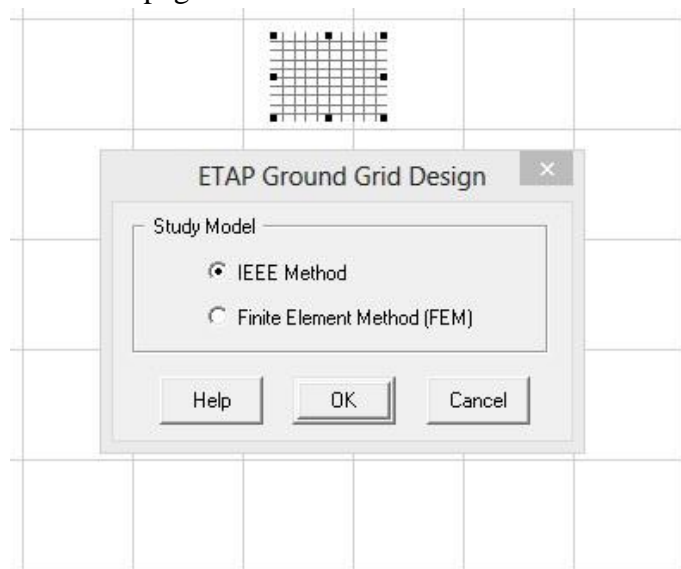 ETAP Ground Grid Design
Study Model
IEEE Method
Finite Element Method (FEM)
Help
OK
Cancel